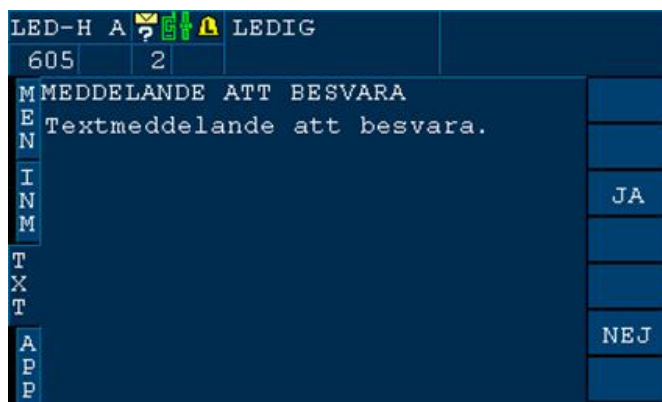 LED-H A ? LEDIG
605 2
MEN
MEDDELANDE ATT BESVARA
Textmeddelande att besvara.
INM
JA
TXT
NEJ
APP